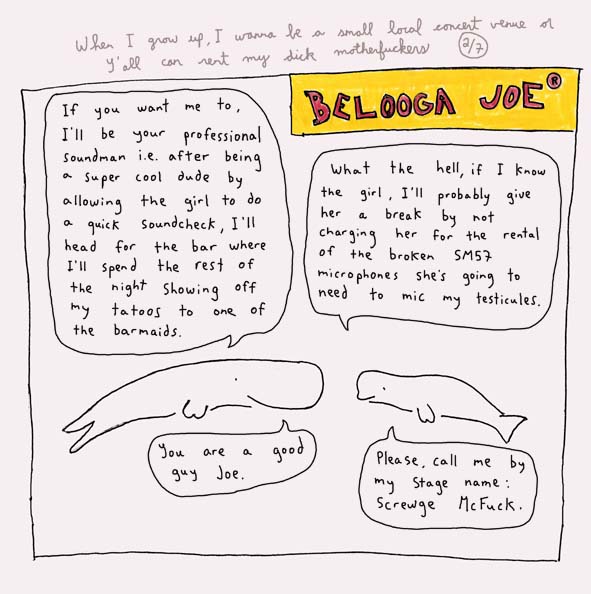 When I grow up, I wanna be a small local concert venue or
y'all can rent my dick motherfuckers 2/7
BELOOGA JOE®
If you want me to,
I'll be your professional
soundman i.e. after being
a super cool dude by
allowing the girl to do
a quick soundcheck, I'll
head for the bar where
I'll spend the rest of
the night showing off
my tatoos to one of
the barmaids.
What the hell, if I know
the girl, I'll probably give
her a break by not
charging her for the rental
of the broken SM57
microphones she's going to
need to mic my testicules.
You are a good
guy Joe.
Please, call me by
my stage name:
Screwge McFuck.